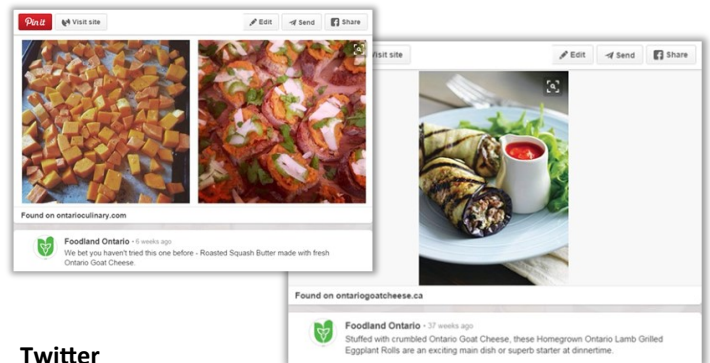 Pin it Visit site Edit Send Share
Found on ontarioculinary.com
Foodland Ontario • 6 weeks ago
We bet you haven't tried this one before - Roasted Squash Butter made with fresh
Ontario Goat Cheese.
Visit site Edit Send Share
Found on ontariogoatcheese.ca
Foodland Ontario • 37 weeks ago
Stuffed with crumbled Ontario Goat Cheese, these Homegrown Ontario Lamb Grilled
Eggplant Rolls are an exciting main dish or superb starter at dinnertime.
Twitter